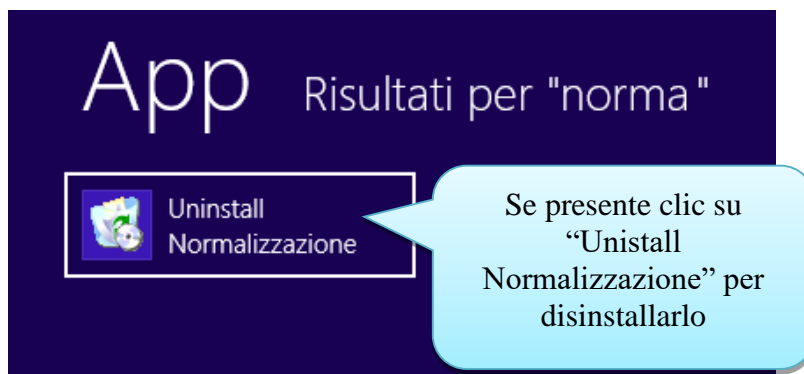 App Risultati per "norma"
Uninstall
Normalizzazione
Se presente clic su
“Unistall
Normalizzazione” per
disinstallarlo